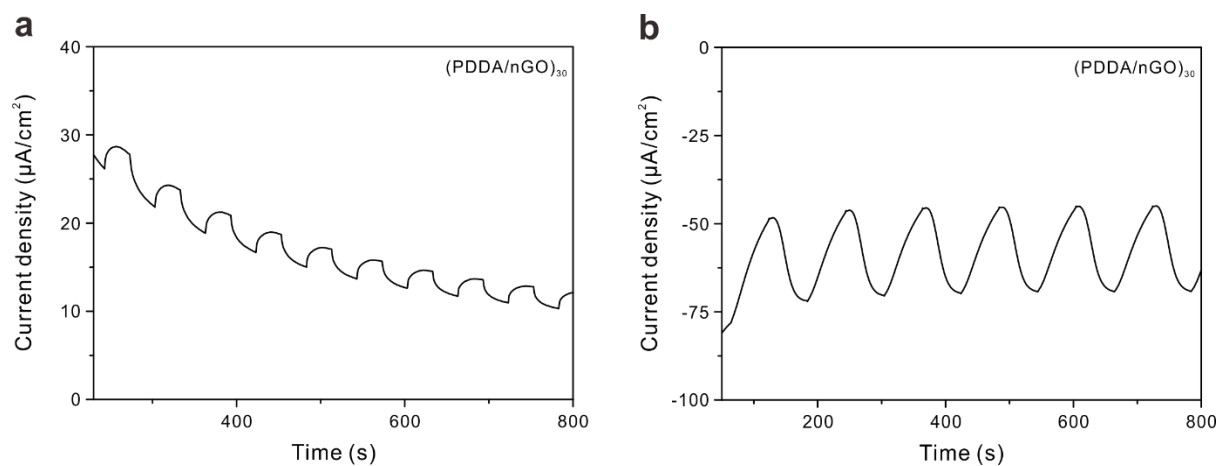 a
(PDDA/nGO)₃₀
Current density (μA/cm²)
40
30
20
10
0
400
600
800
Time (s)
b
(PDDA/nGO)₃₀
Current density (μA/cm²)
0
-25
-50
-75
-100
200
400
600
800
Time (s)